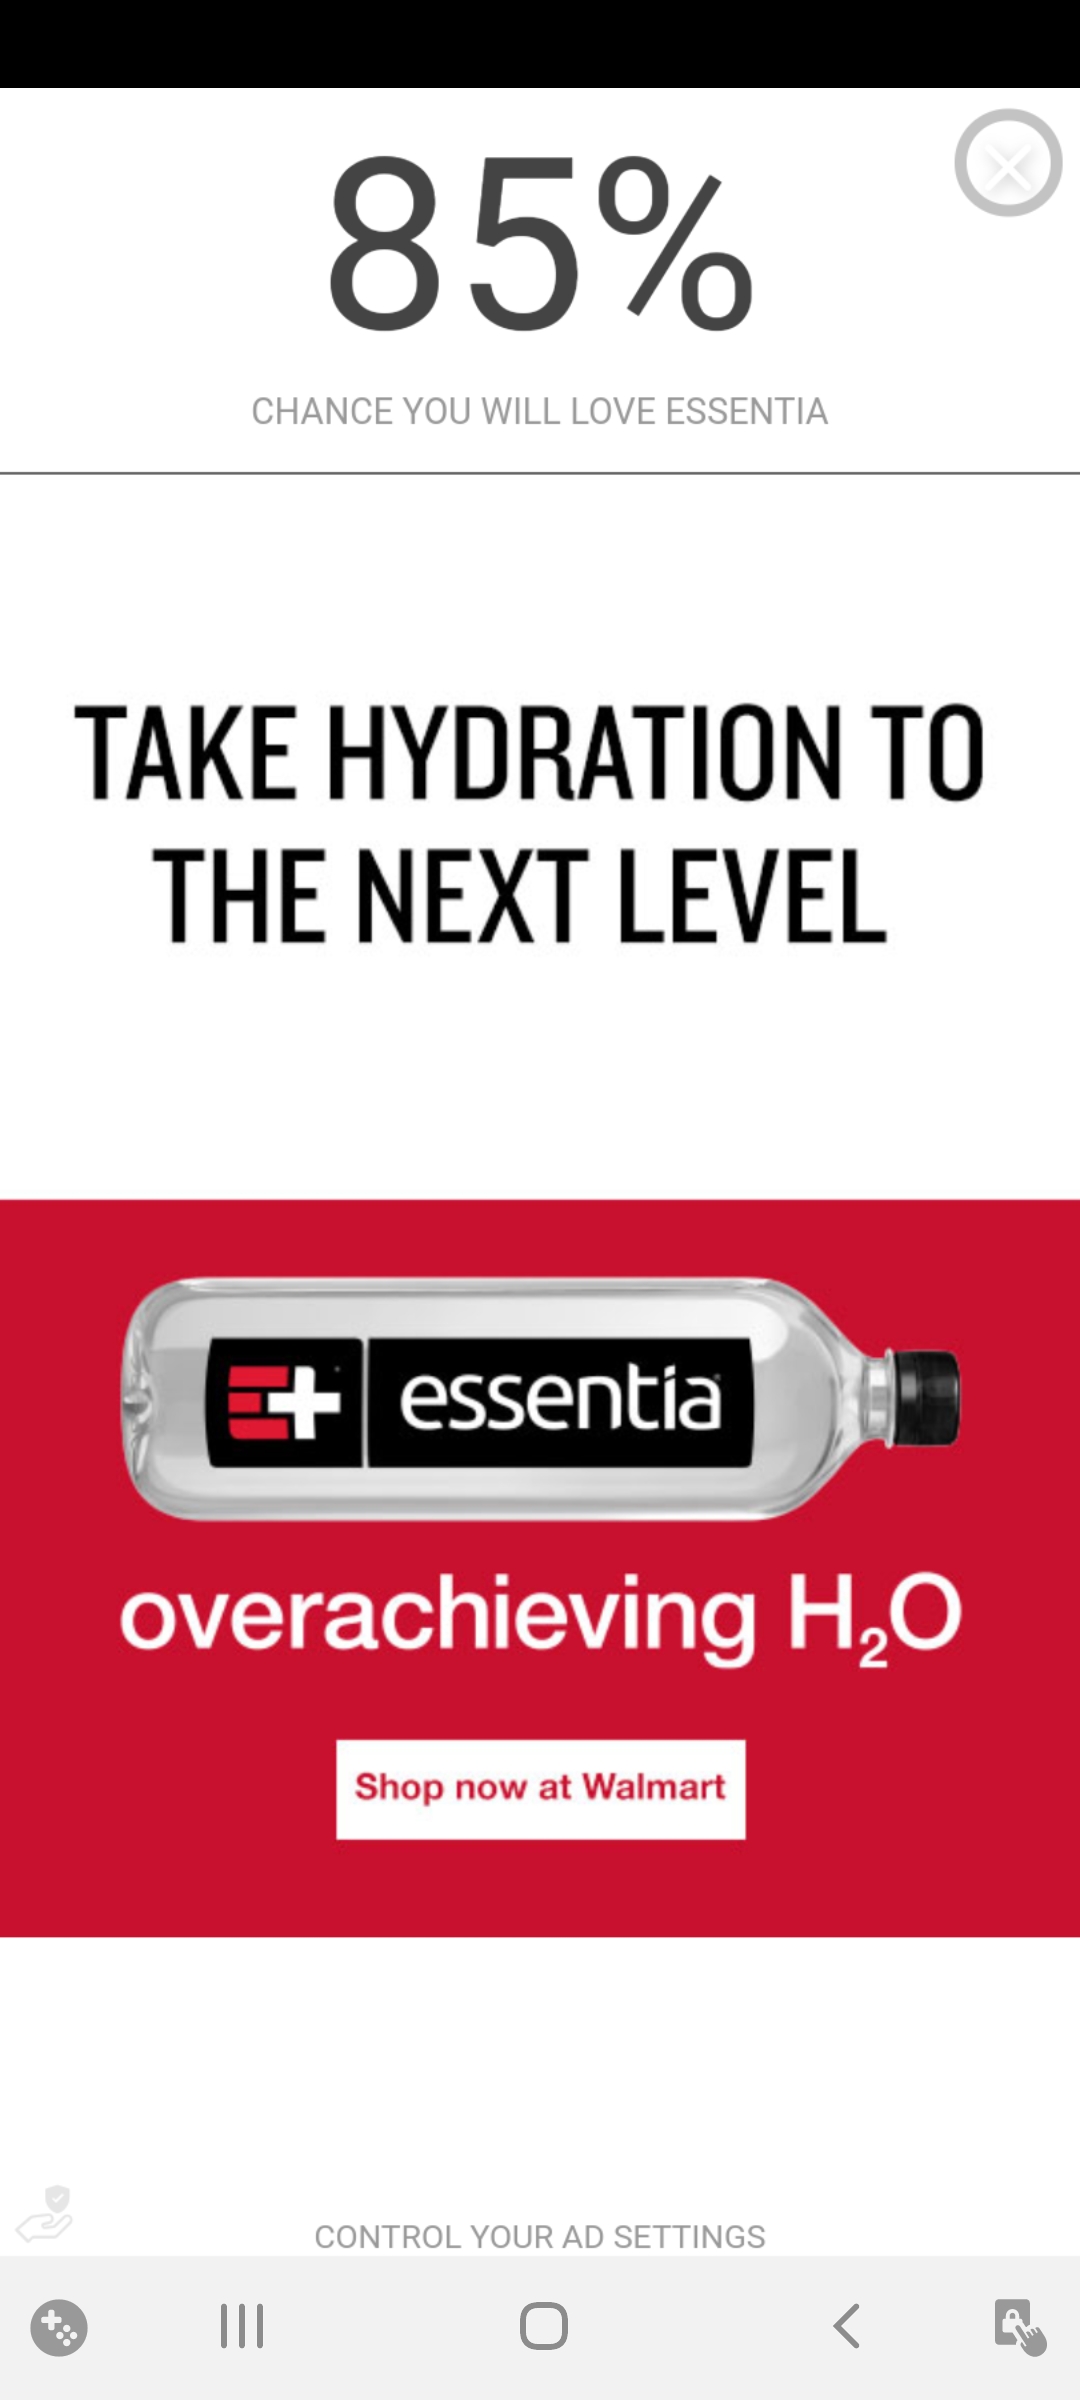 85%
CHANCE YOU WILL LOVE ESSENTIA
TAKE HYDRATION TO
THE NEXT LEVEL
essentia
overachieving H₂O
Shop now at Walmart
CONTROL YOUR AD SETTINGS